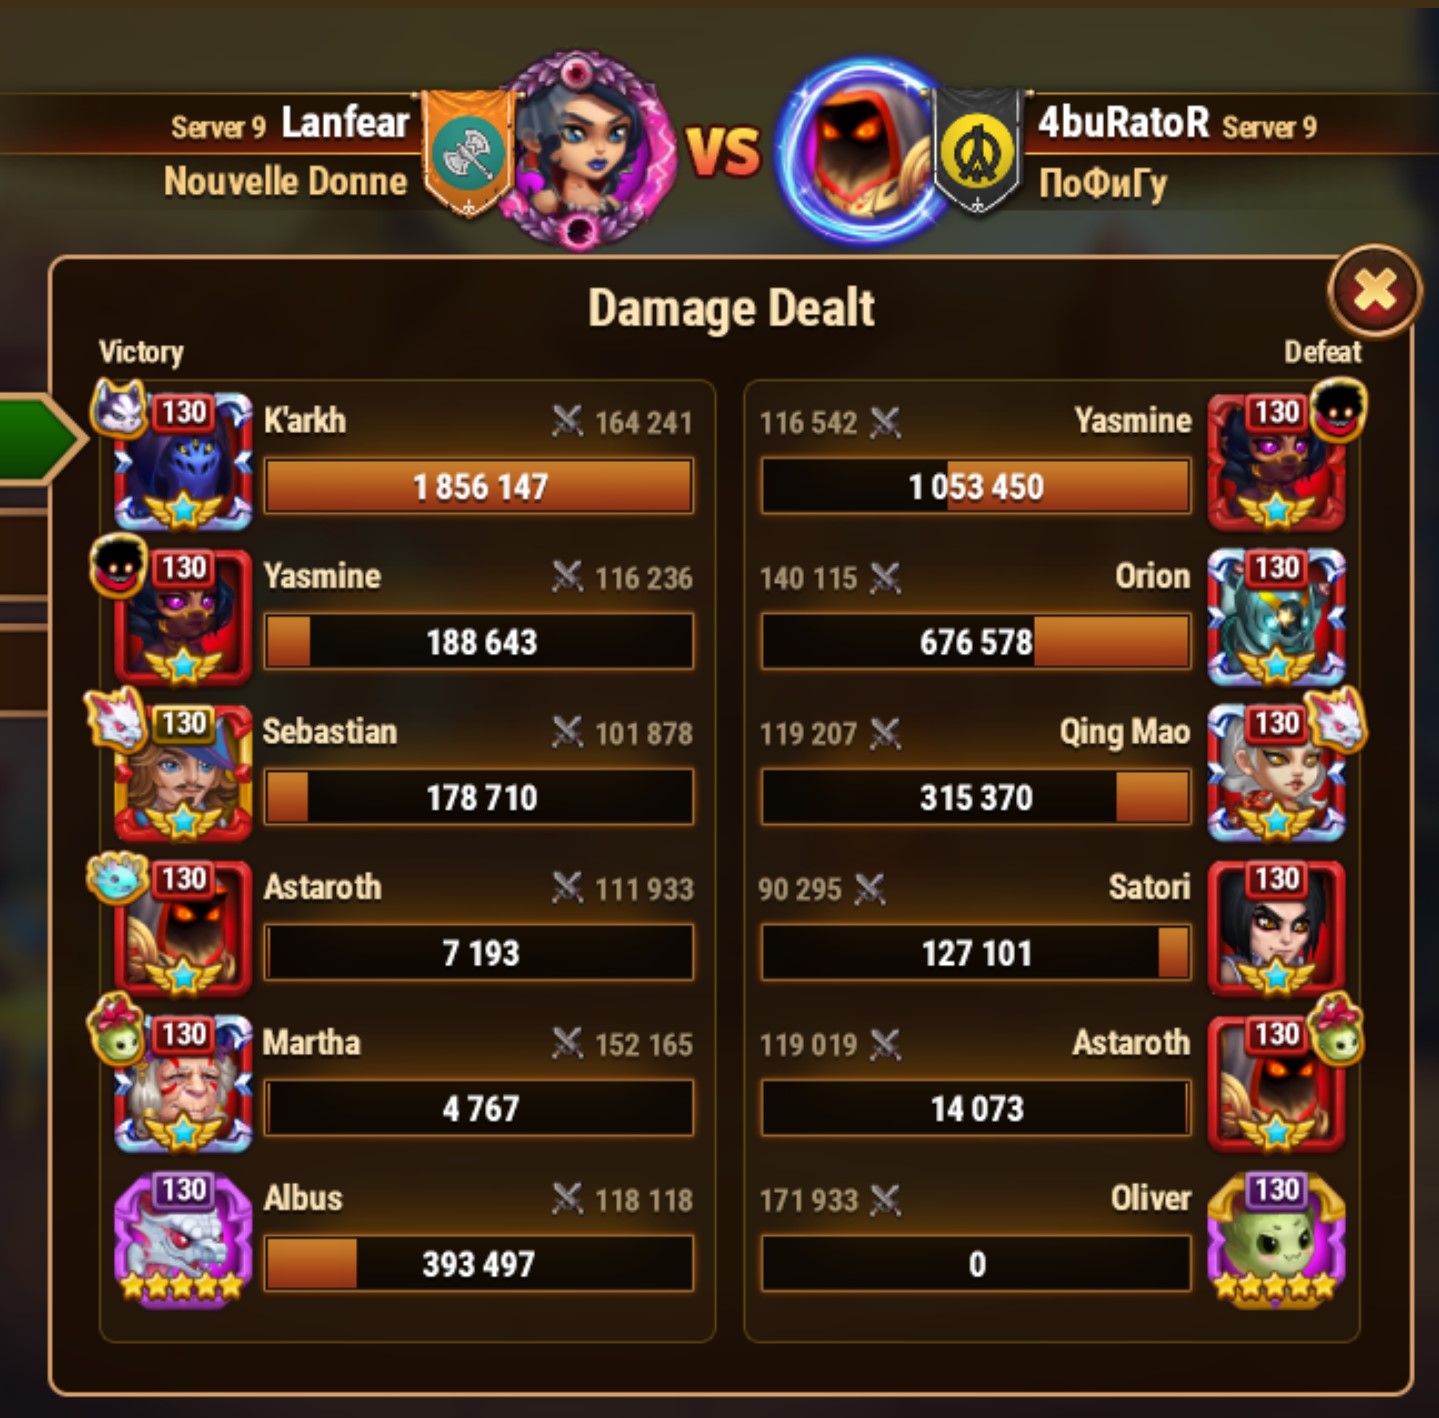 Server 9 Lanfear
Nouvelle Donne
VS
4buRatoR Server 9
ПоФиГу
Damage Dealt
Victory
Defeat
130 K'arkh 164 241
1 856 147
116 542 Yasmine 130
1 053 450
130 Yasmine 116 236
188 643
140 115 Orion 130
676 578
130 Sebastian 101 878
178 710
119 207 Qing Mao 130
315 370
130 Astaroth 111 933
7 193
90 295 Satori 130
127 101
130 Martha 152 165
4 767
119 019 Astaroth 130
14 073
130 Albus 118 118
393 497
171 933 Oliver 130
0